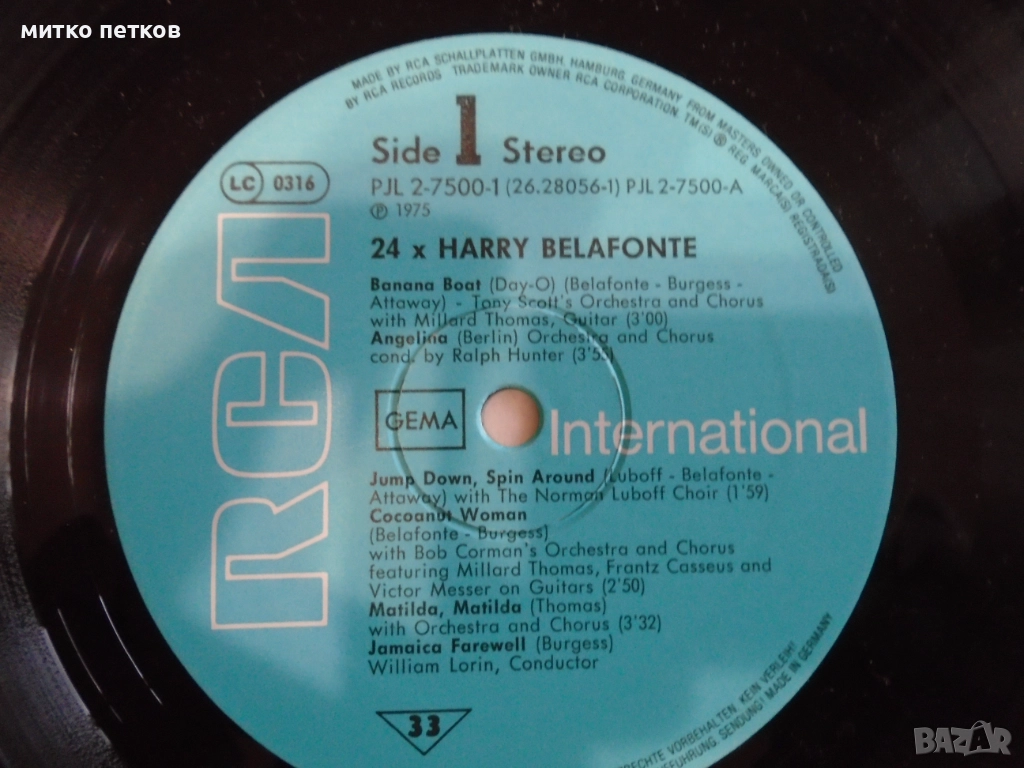 митко петков
MADE BY RCA SCHALLPLATTEN GMBH, HAMBURG, GERMANY FROM MASTERS OWNED OR CONTROLLED
BY RCA RECORDS TRADEMARK OWNER RCA CORPORATION. TM(S) ® REG MARCA(S) REGISTRADA(S)
Side 1 Stereo
LC 0316
PJL 2-7500-1 (26.28056-1) PJL 2-7500-A
℗ 1975
24 x HARRY BELAFONTE
RCA
Banana Boat (Day-O) (Belafonte - Burgess -
Attaway) - Tony Scott's Orchestra and Chorus
with Millard Thomas, Guitar (3'00)
Angelina (Berlin) Orchestra and Chorus
cond. by Ralph Hunter (3'55)
GEMA
International
Jump Down, Spin Around (Luboff - Belafonte -
Attaway) with The Norman Luboff Choir (1'59)
Cocoanut Woman
(Belafonte - Burgess)
with Bob Corman's Orchestra and Chorus
featuring Millard Thomas, Frantz Casseus and
Victor Messer on Guitars (2'50)
Matilda, Matilda (Thomas)
with Orchestra and Chorus (3'32)
Jamaica Farewell (Burgess)
William Lorin, Conductor
33
VORBEHALTEN. KEIN VERLEIH!
SENDUNG! MADE IN GERMANY
BAZAR